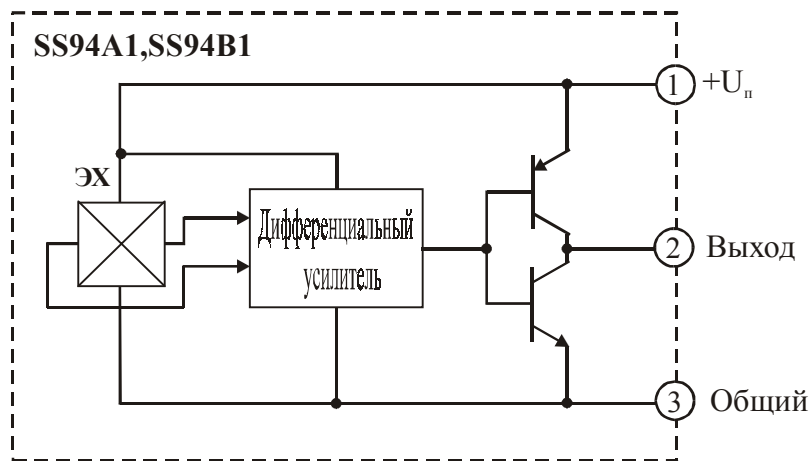 SS94A1,SS94B1
1 +Uп
ЭХ
Дифференциальный
усилитель
2 Выход
3 Общий